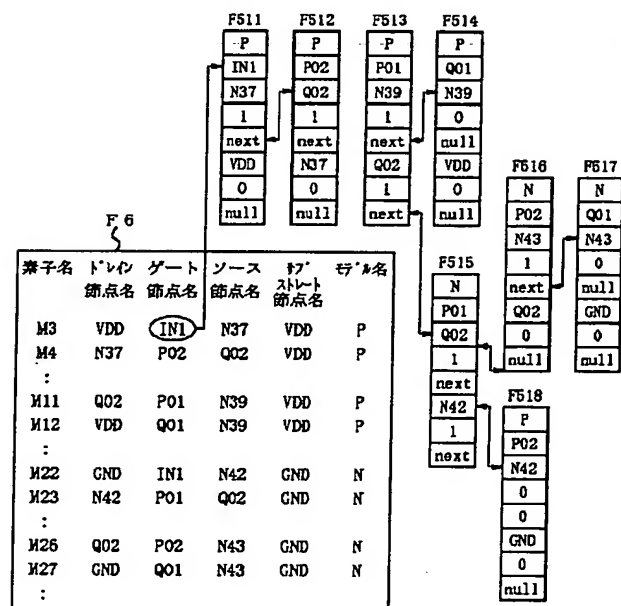 F511 F512 F513 F514
P P P P
IN1 P02 P01 Q01
N37 Q02 N39 N39
1 1 1 0
next next next null
VDD N37 Q02 VDD
0 0 1 0
null null next null
F516 F517
N N
P02 Q01
N43 N43
1 0
next null
Q02 GND
0 0
null null
F515
N
P01
Q02
1
next
N42
1
next
F518
P
P02
N42
0
0
GND
0
null
F6
素子名 ドレイン節点名 ゲート節点名 ソース節点名 サブストレート節点名 モデル名
M3 VDD IN1 N37 VDD P
M4 N37 P02 Q02 VDD P
:
M11 Q02 P01 N39 VDD P
M12 VDD Q01 N39 VDD P
:
M22 GND IN1 N42 GND N
M23 N42 P01 Q02 GND N
:
M26 Q02 P02 N43 GND N
M27 GND Q01 N43 GND N
: